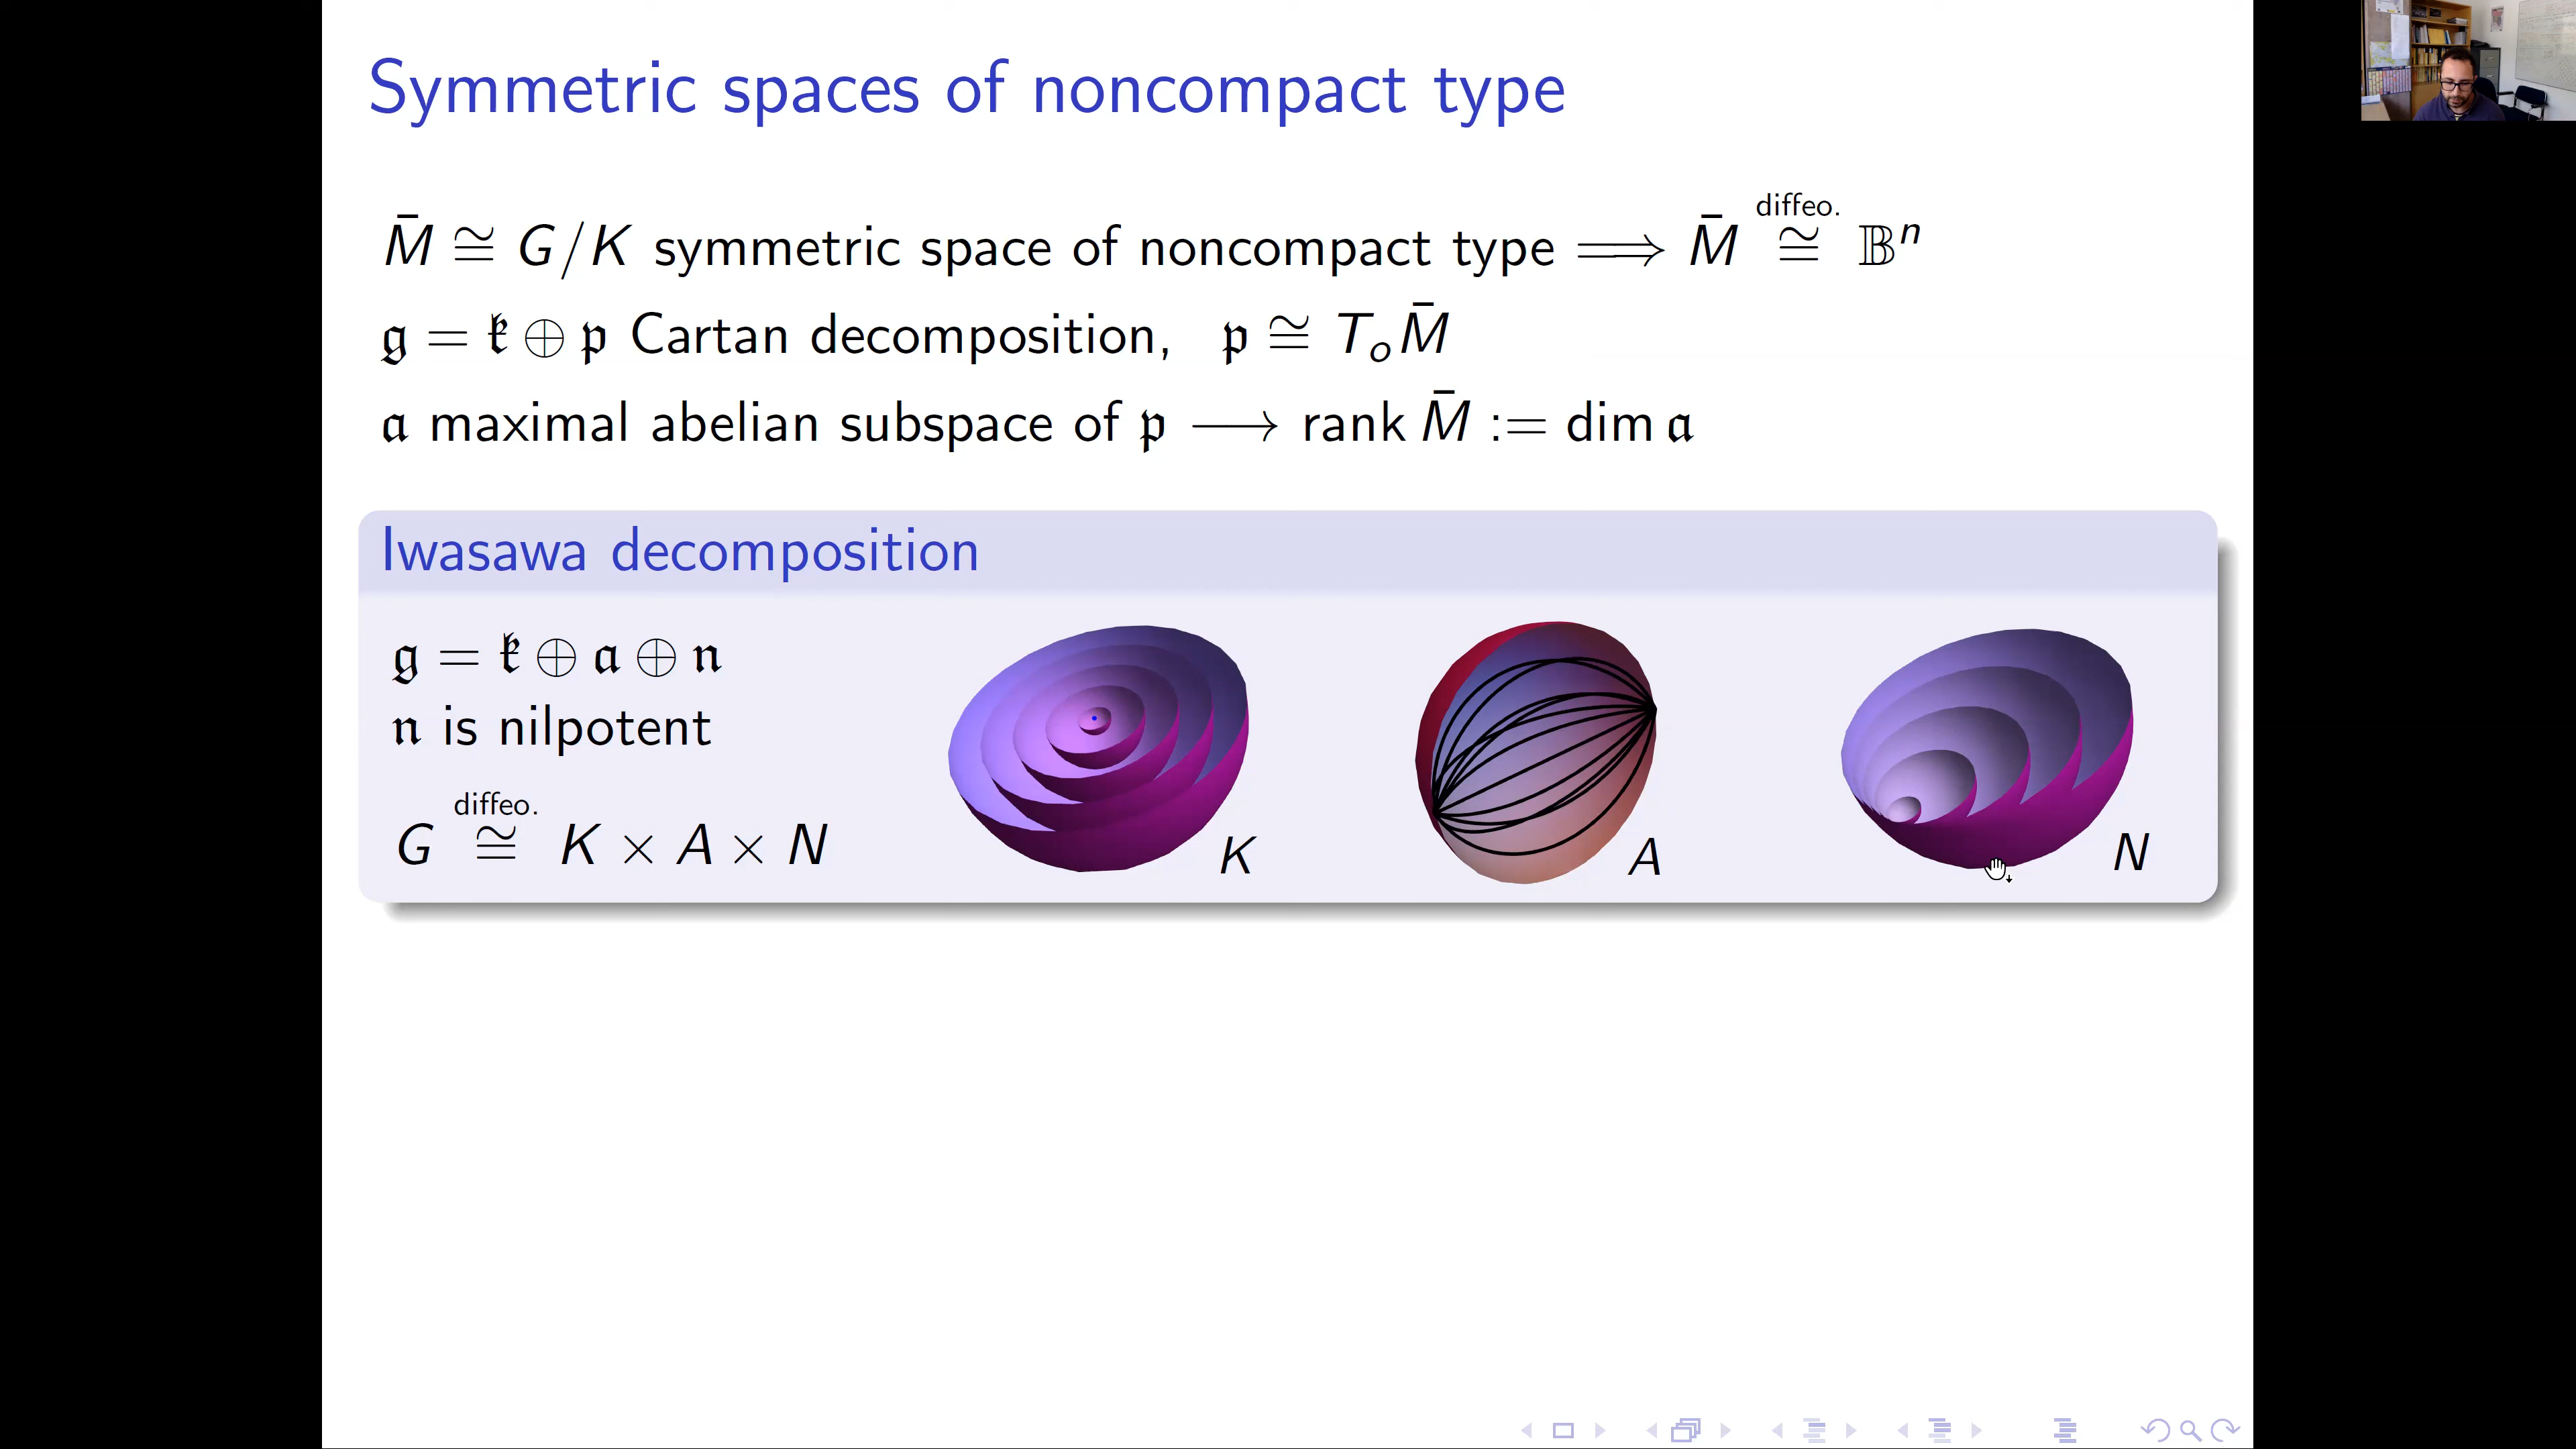 Symmetric spaces of noncompact type
M̄ ≅ G/K symmetric space of noncompact type ⟹ M̄ ≅^{diffeo.} 𝔹ⁿ
𝔤 = 𝔨 ⊕ 𝔭 Cartan decomposition, 𝔭 ≅ TₒM̄
𝔞 maximal abelian subspace of 𝔭 ⟶ rank M̄ := dim 𝔞
Iwasawa decomposition
𝔤 = 𝔨 ⊕ 𝔞 ⊕ 𝔫
𝔫 is nilpotent
G ≅^{diffeo.} K × A × N
K
A
N